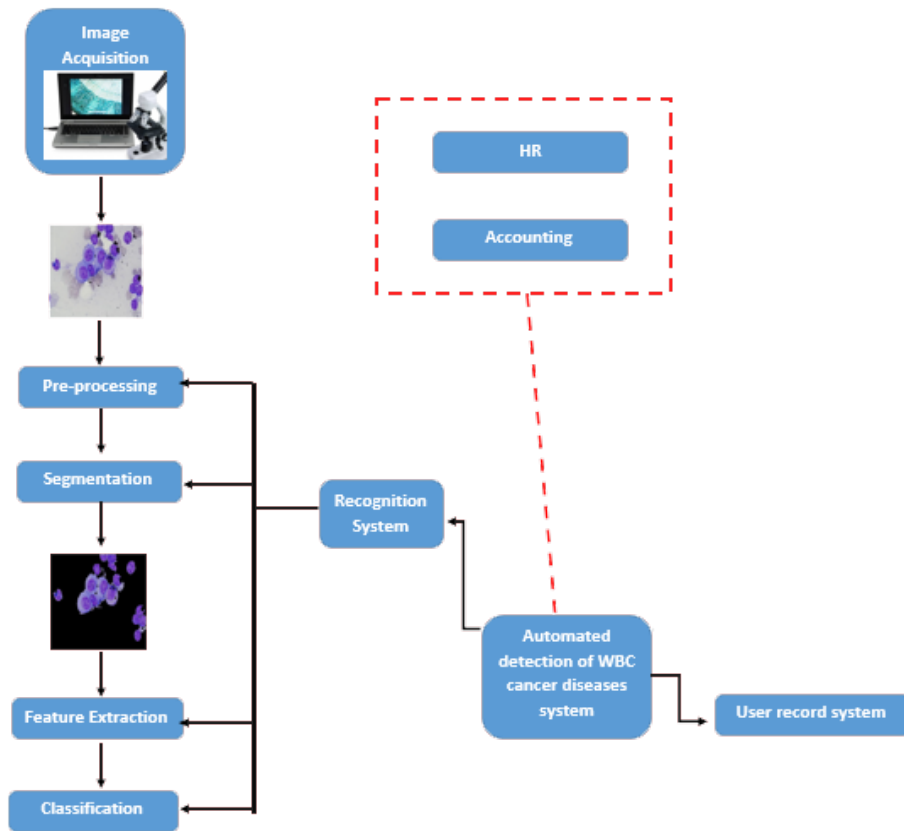 Image
Acquisition
HR
Accounting
Pre-processing
Segmentation
Recognition
System
Automated
detection of WBC
cancer diseases
system
User record system
Feature Extraction
Classification